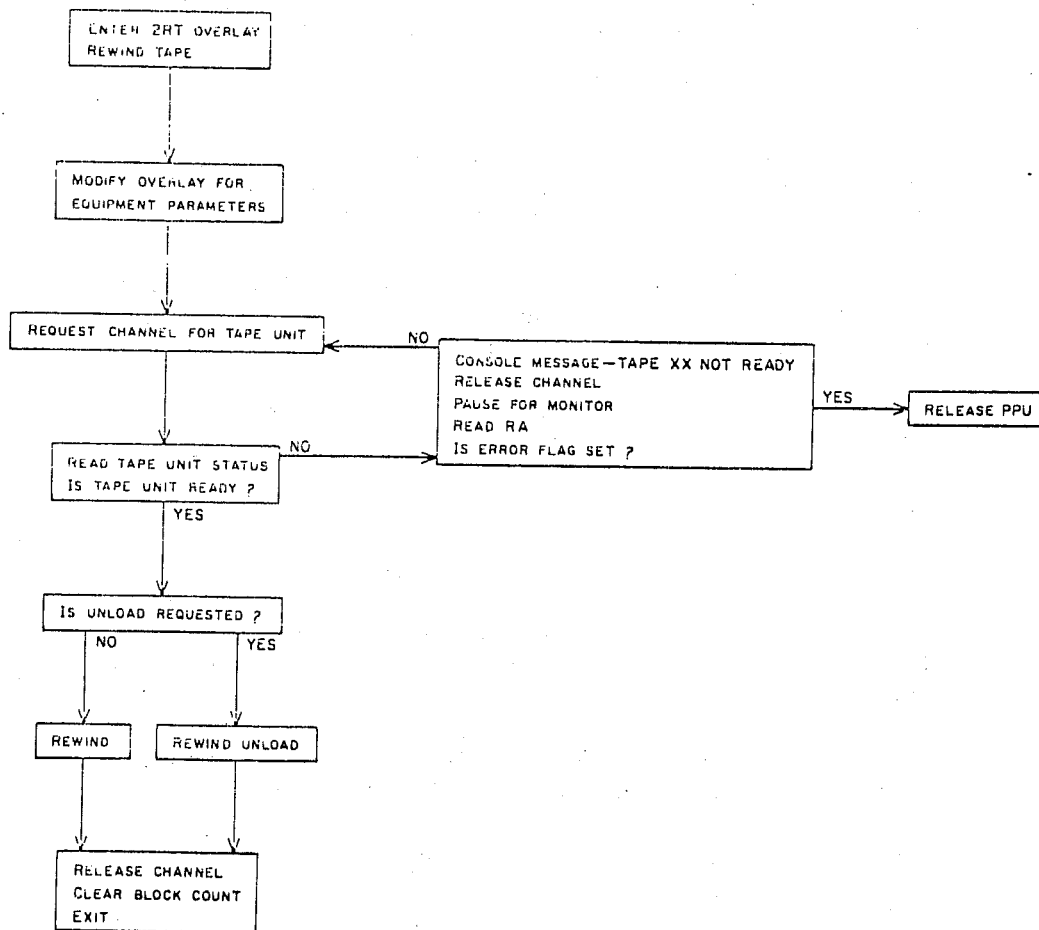 ENTER 2RT OVERLAY
REWIND TAPE
MODIFY OVERLAY FOR
EQUIPMENT PARAMETERS
REQUEST CHANNEL FOR TAPE UNIT
NO
CONSOLE MESSAGE—TAPE XX NOT READY
RELEASE CHANNEL
PAUSE FOR MONITOR
READ RA
IS ERROR FLAG SET ?
YES
RELEASE PPU
READ TAPE UNIT STATUS
IS TAPE UNIT READY ?
NO
YES
IS UNLOAD REQUESTED ?
NO
YES
REWIND
REWIND UNLOAD
RELEASE CHANNEL
CLEAR BLOCK COUNT
EXIT